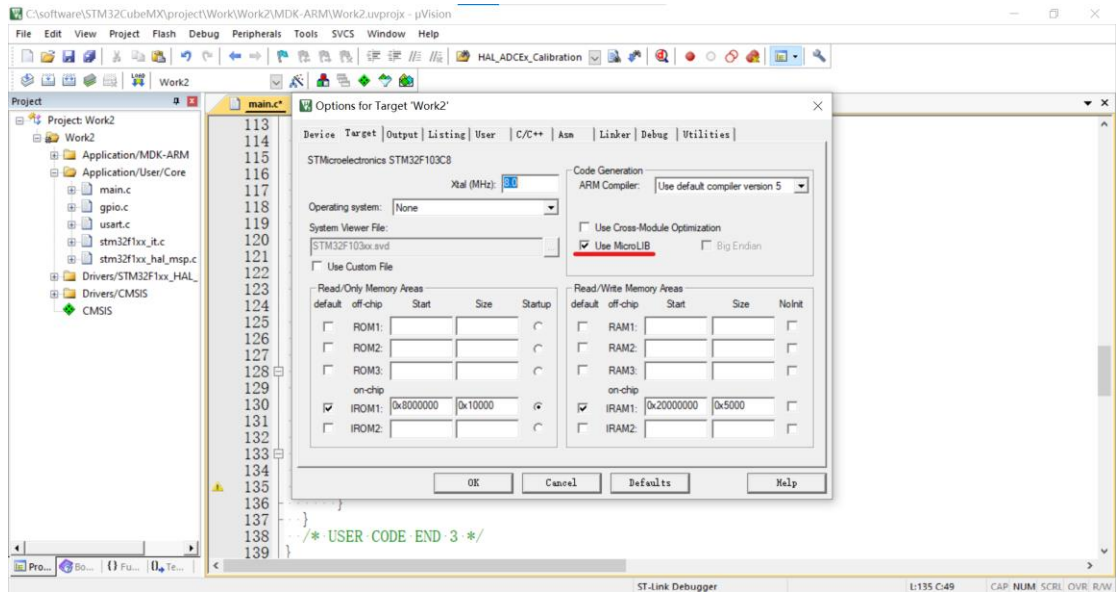 C:\software\STM32CubeMX\project\Work\Work2\MDK-ARM\Work2.uvprojx - µVision
File Edit View Project Flash Debug Peripherals Tools SVCS Window Help
HAL_ADCEx_Calibration
LOAD Work2
Project
main.c*
Project: Work2
Work2
Application/MDK-ARM
Application/User/Core
main.c
gpio.c
usart.c
stm32f1xx_it.c
stm32f1xx_hal_msp.c
Drivers/STM32F1xx_HAL_
Drivers/CMSIS
CMSIS
113
114
115
116
117
118
119
120
121
122
123
124
125
126
127
128
129
130
131
132
133
134
135
136 }
137 }
138 /* USER CODE END 3 */
139 }
Options for Target 'Work2'
Device Target Output Listing User C/C++ Asm Linker Debug Utilities
STMicroelectronics STM32F103C8
Xtal (MHz): 8.0
Operating system: None
System Viewer File:
STM32F103xx.svd
...
Use Custom File
Code Generation
ARM Compiler: Use default compiler version 5
Use Cross-Module Optimization
Use MicroLIB Big Endian
Read/Only Memory Areas
default off-chip Start Size Startup
ROM1:
ROM2:
ROM3:
on-chip
IROM1: 0x8000000 0x10000
IROM2:
Read/Write Memory Areas
default off-chip Start Size NoInit
RAM1:
RAM2:
RAM3:
on-chip
IRAM1: 0x20000000 0x5000
IRAM2:
OK Cancel Defaults Help
Pro... Bo... {} Fu... Te...
ST-Link Debugger L:135 C:49 CAP NUM SCRL OVR R/W